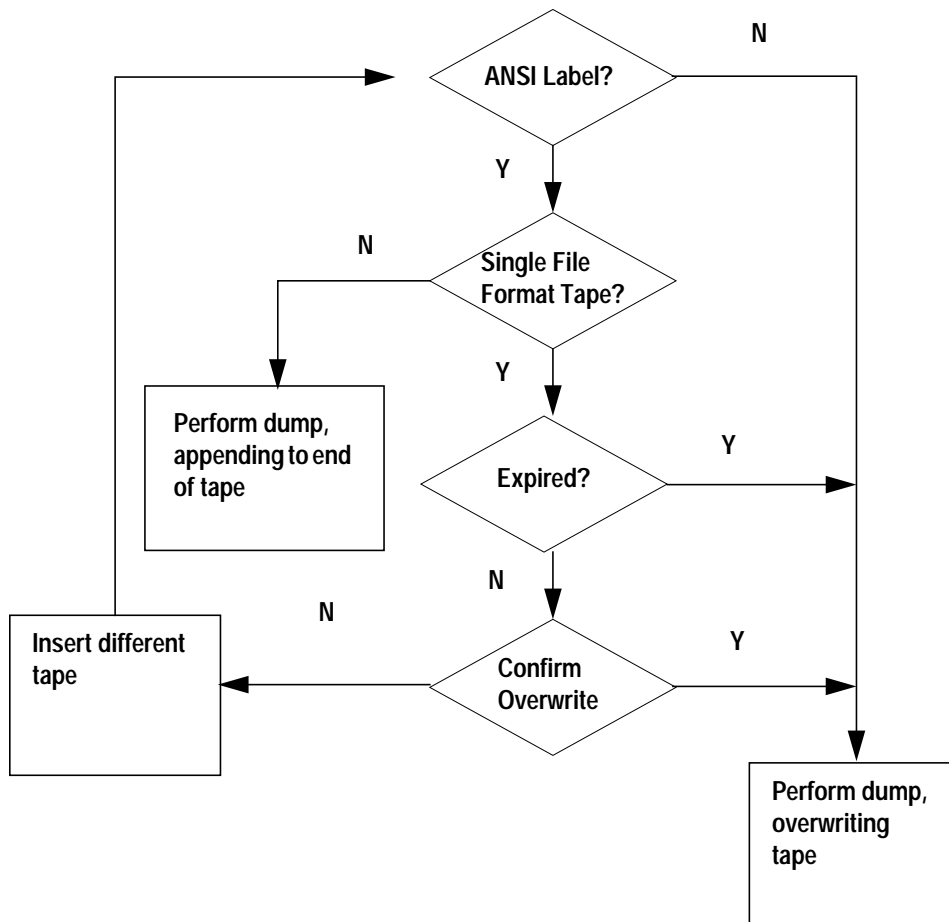 N
ANSI Label?
Y
N
Single File
Format Tape?
Y
Perform dump,
appending to end
of tape
Y
Expired?
N
N
Insert different
tape
Y
Confirm
Overwrite
Perform dump,
overwriting
tape